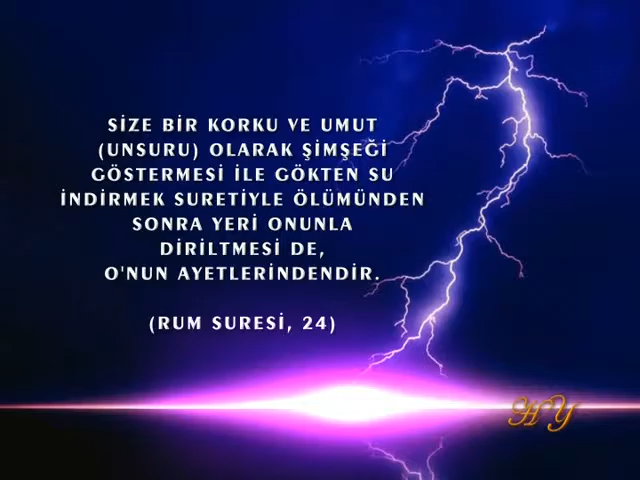 SİZE BİR KORKU VE UMUT
(UNSURU) OLARAK ŞİMŞEĞİ
GÖSTERMESİ İLE GÖKTEN SU
İNDİRMEK SURETİYLE ÖLÜMÜNDEN
SONRA YERİ ONUNLA
DİRİLTMESİ DE,
O'NUN AYETLERİNDENDİR.
(RUM SURESİ, 24)
HY